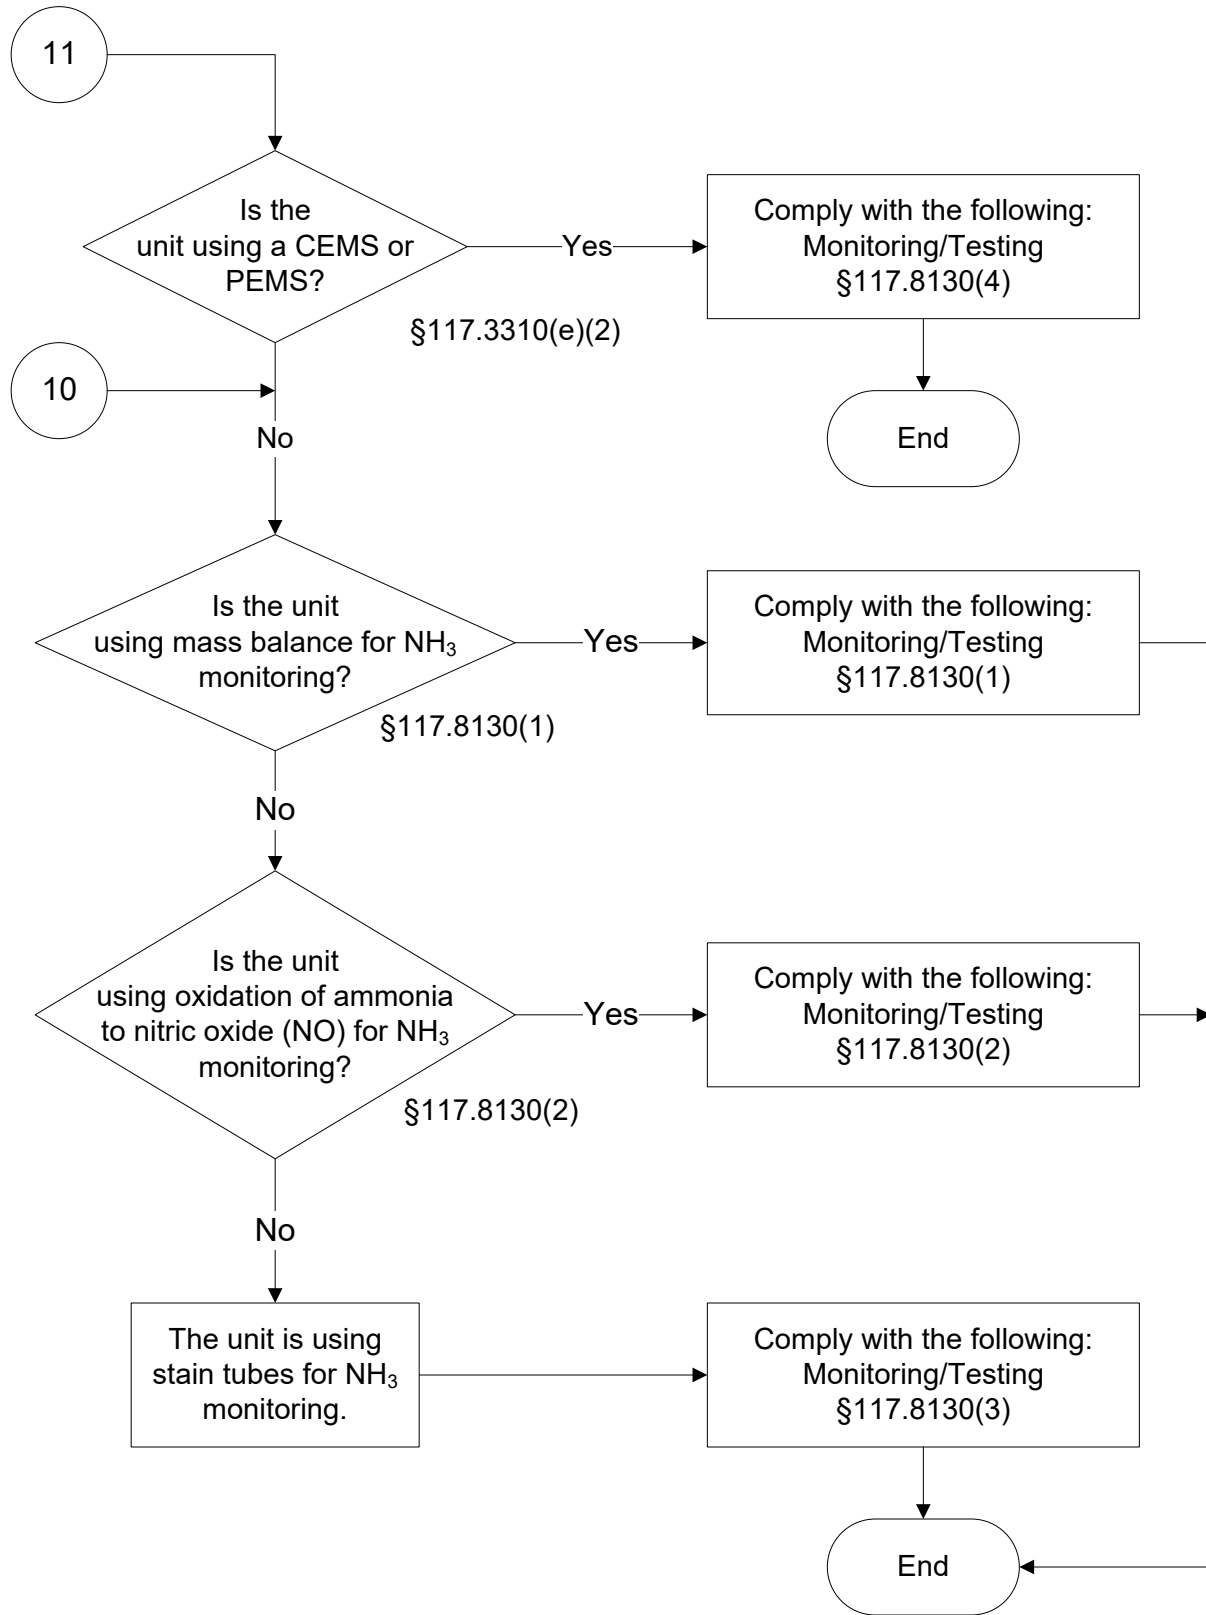 11
Is the
unit using a CEMS or
PEMS?
Yes
Comply with the following:
Monitoring/Testing
§117.8130(4)
§117.3310(e)(2)
10
No
End
Is the unit
using mass balance for NH₃
monitoring?
Yes
Comply with the following:
Monitoring/Testing
§117.8130(1)
§117.8130(1)
No
Is the unit
using oxidation of ammonia
to nitric oxide (NO) for NH₃
monitoring?
Yes
Comply with the following:
Monitoring/Testing
§117.8130(2)
§117.8130(2)
No
The unit is using
stain tubes for NH₃
monitoring.
Comply with the following:
Monitoring/Testing
§117.8130(3)
End